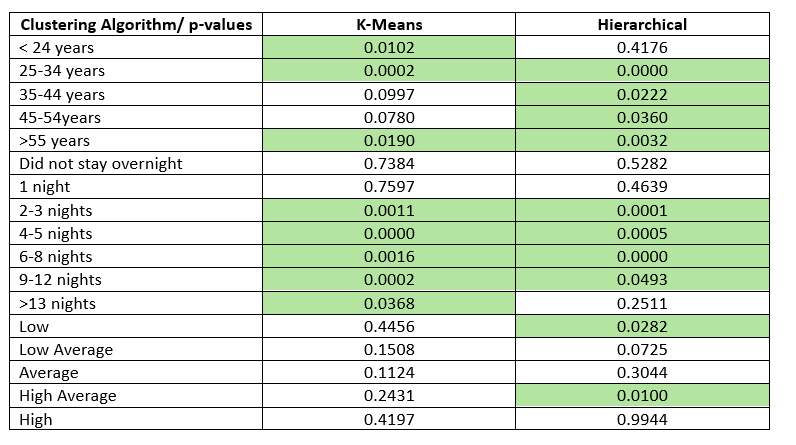 Clustering Algorithm/ p-values K-Means Hierarchical
< 24 years 0.0102 0.4176
25-34 years 0.0002 0.0000
35-44 years 0.0997 0.0222
45-54years 0.0780 0.0360
>55 years 0.0190 0.0032
Did not stay overnight 0.7384 0.5282
1 night 0.7597 0.4639
2-3 nights 0.0011 0.0001
4-5 nights 0.0000 0.0005
6-8 nights 0.0016 0.0000
9-12 nights 0.0002 0.0493
>13 nights 0.0368 0.2511
Low 0.4456 0.0282
Low Average 0.1508 0.0725
Average 0.1124 0.3044
High Average 0.2431 0.0100
High 0.4197 0.9944